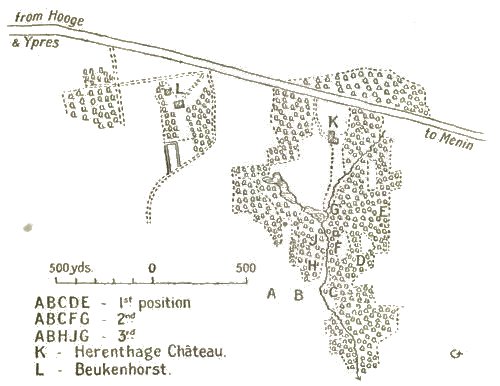 from Hooge
& Ypres
L
K
to Menin
E
G
J
F
H
D
A B C
500 yds. 0 500
ABCDE - 1st position
ABCFG - 2nd
ABHJG - 3rd
K - Herenthage Château.
L - Beukenhorst.